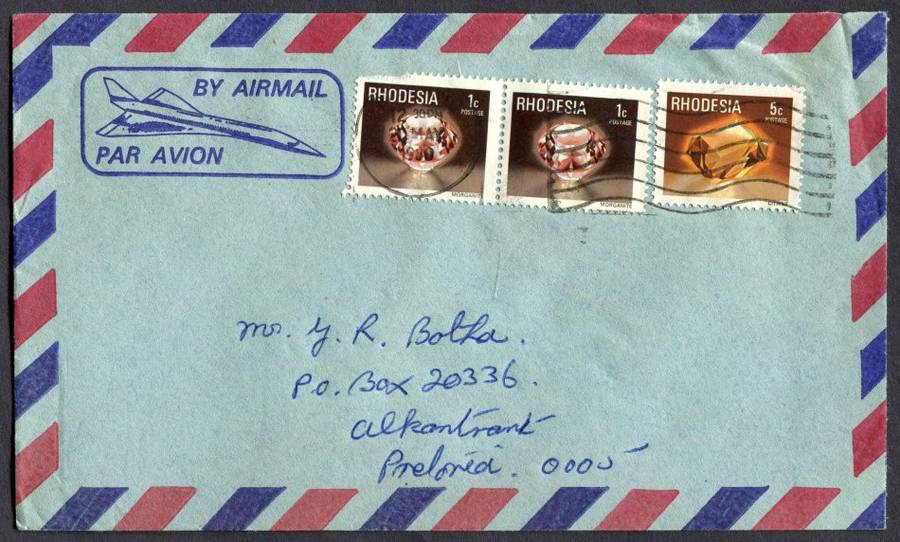 BY AIRMAIL
PAR AVION
RHODESIA 1c
POSTAGE
MORGANITE
RHODESIA 1c
POSTAGE
MORGANITE
RHODESIA 5c
POSTAGE
MAY
Mr. Y. R. Botha.
P.O. Box 20336.
Alkantrant
Pretoria. 0005